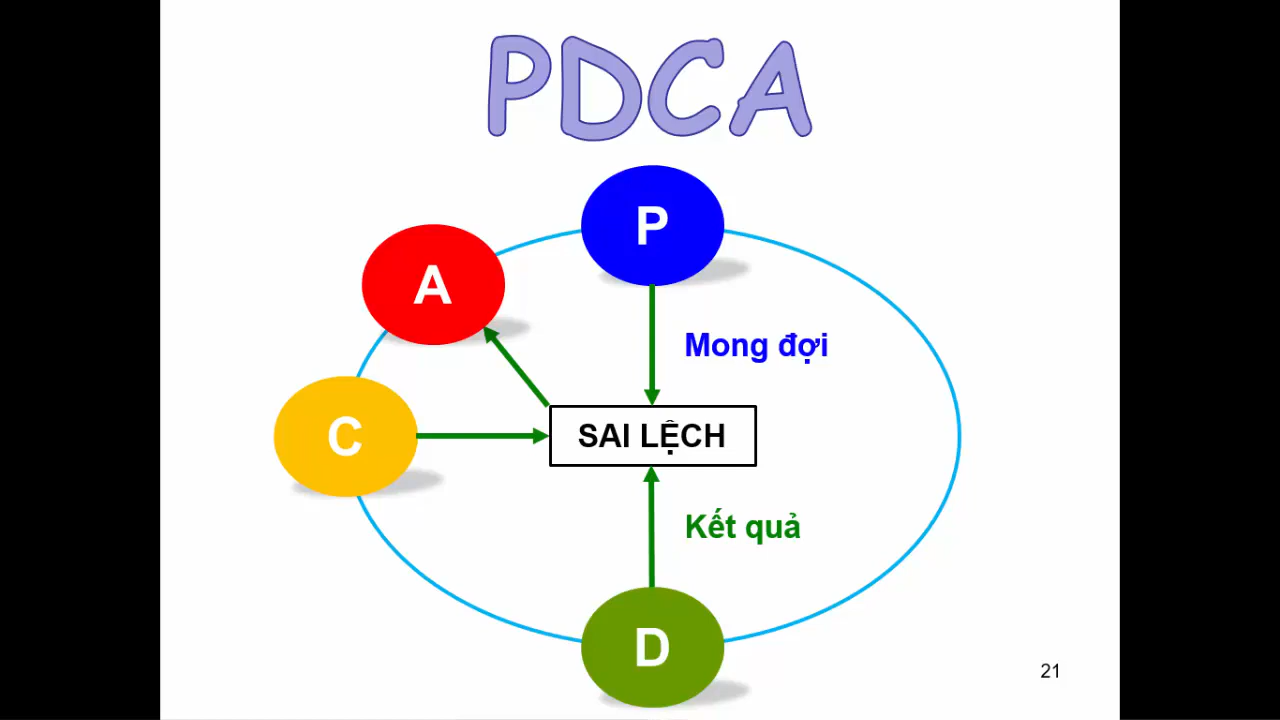 PDCA
P
A
Mong đợi
C
SAI LỆCH
Kết quả
D
21